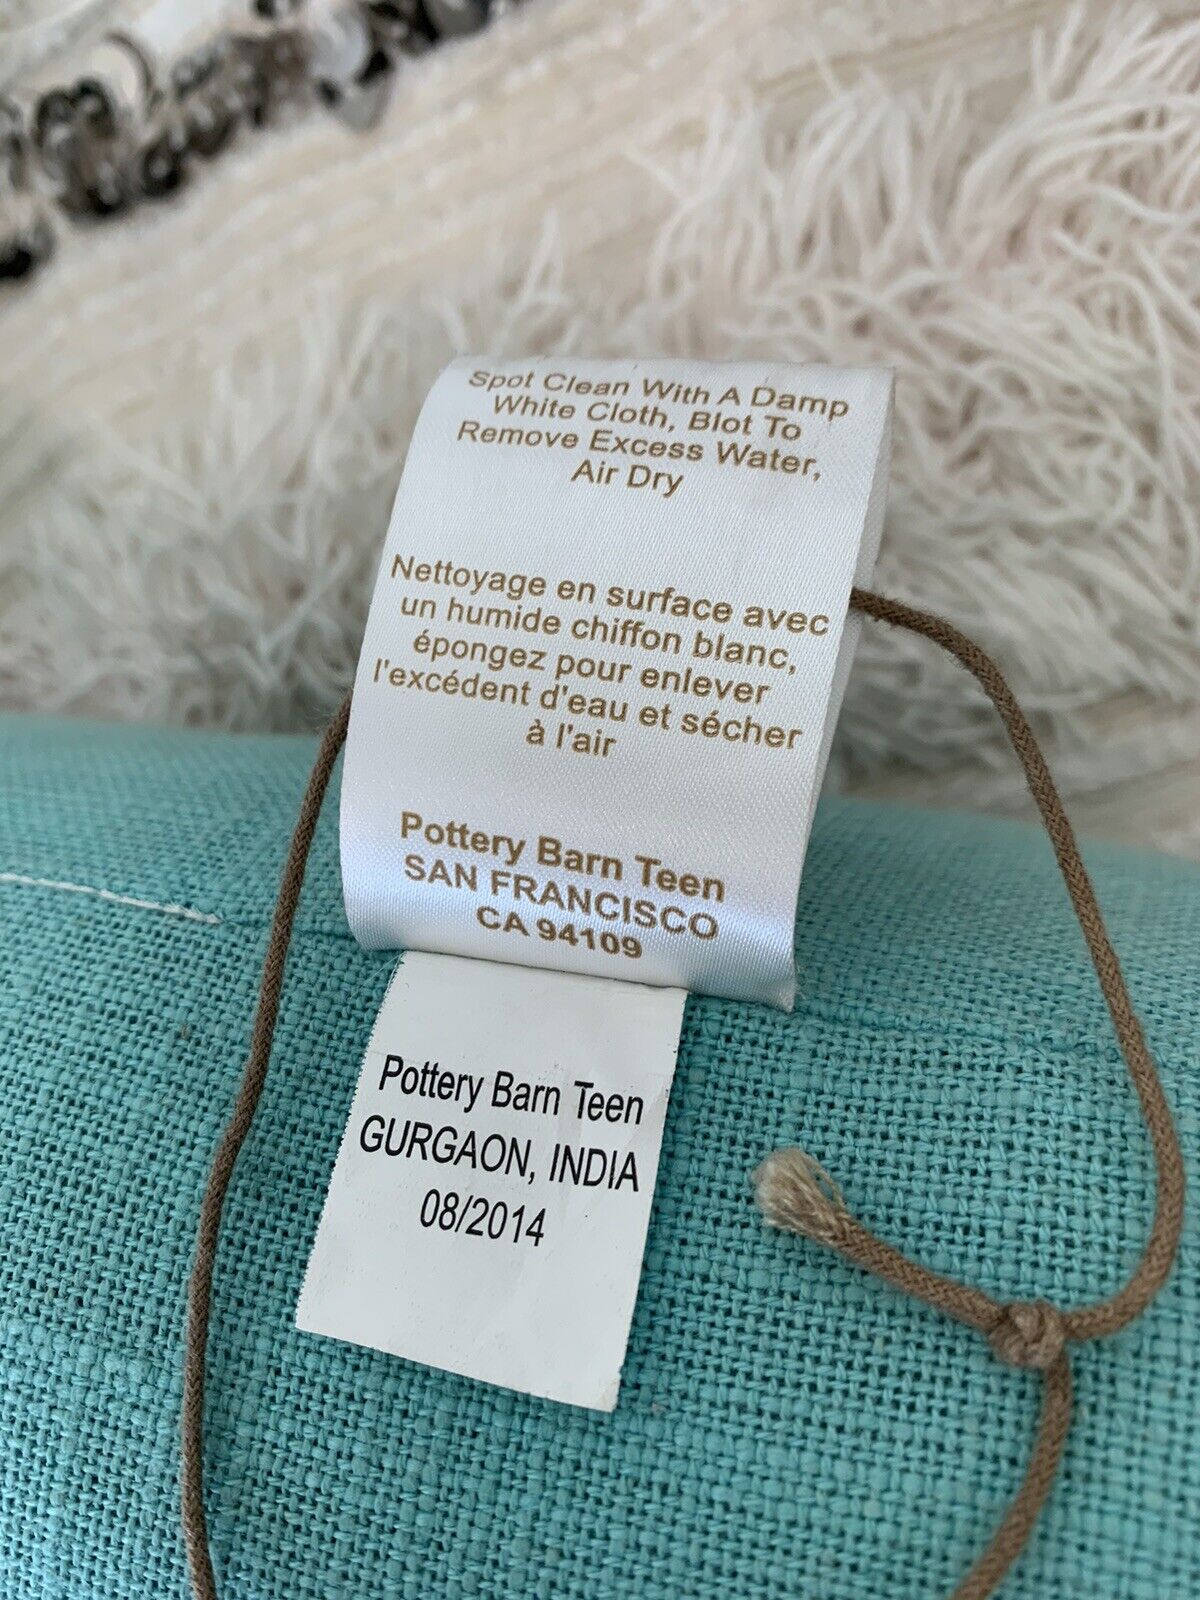 Spot Clean With A Damp
White Cloth, Blot To
Remove Excess Water,
Air Dry
Nettoyage en surface avec
un humide chiffon blanc,
épongez pour enlever
l'excédent d'eau et sécher
à l'air
Pottery Barn Teen
SAN FRANCISCO
CA 94109
Pottery Barn Teen
GURGAON, INDIA
08/2014